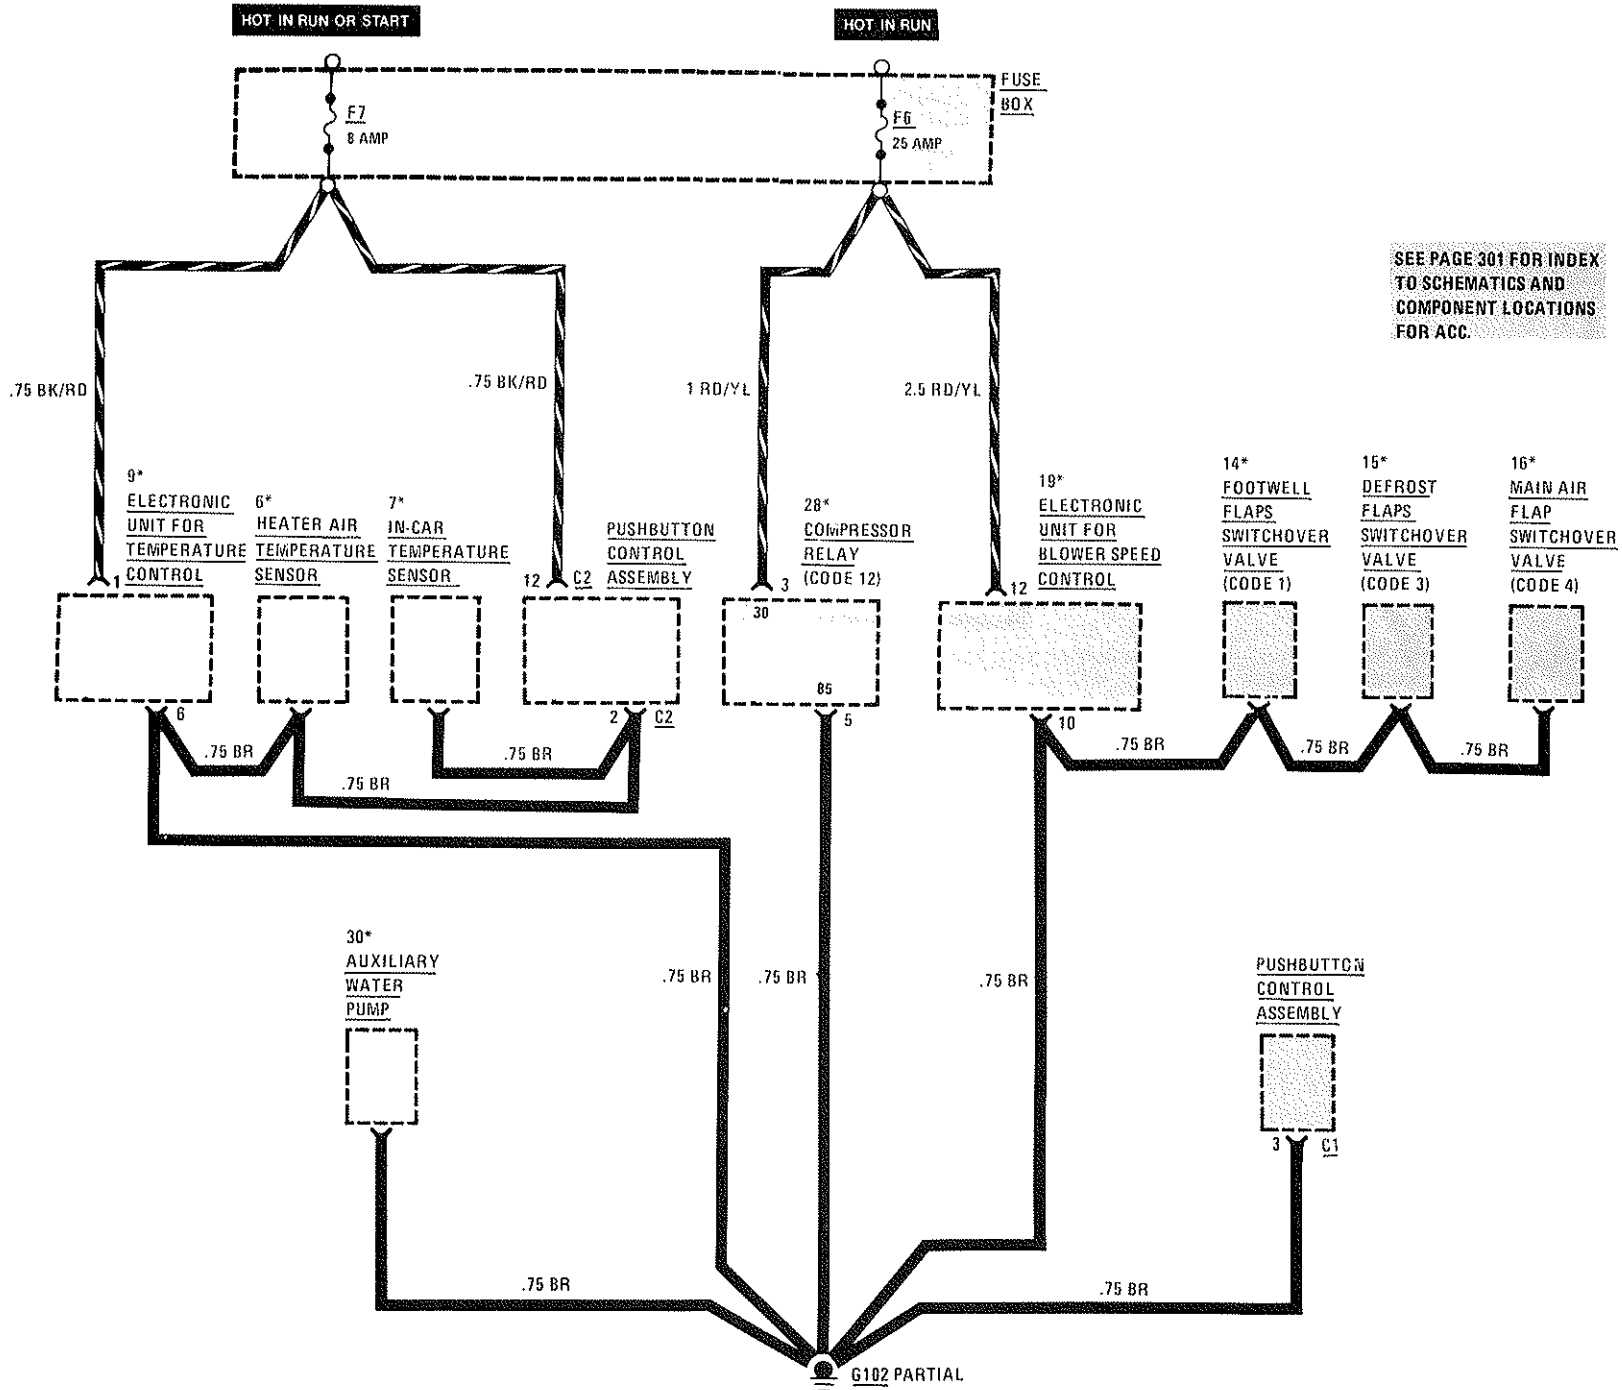 HOT IN RUN OR START
HOT IN RUN
FUSE
BOX
F7
8 AMP
F6
25 AMP
SEE PAGE 301 FOR INDEX
TO SCHEMATICS AND
COMPONENT LOCATIONS
FOR ACC.
.75 BK/RD
.75 BK/RD
1 RD/YL
2.5 RD/YL
9*
ELECTRONIC
UNIT FOR
TEMPERATURE
CONTROL
1
6*
HEATER AIR
TEMPERATURE
SENSOR
7*
IN-CAR
TEMPERATURE
SENSOR
12
C2
PUSHBUTTON
CONTROL
ASSEMBLY
3
28*
COMPRESSOR
RELAY
(CODE 12)
12
19*
ELECTRONIC
UNIT FOR
BLOWER SPEED
CONTROL
14*
FOOTWELL
FLAPS
SWITCHOVER
VALVE
(CODE 1)
15*
DEFROST
FLAPS
SWITCHOVER
VALVE
(CODE 3)
16*
MAIN AIR
FLAP
SWITCHOVER
VALVE
(CODE 4)
30
85
6
2
C2
5
10
.75 BR
.75 BR
.75 BR
.75 BR
.75 BR
.75 BR
30*
AUXILIARY
WATER
PUMP
.75 BR
.75 BR
.75 BR
PUSHBUTTON
CONTROL
ASSEMBLY
3
C1
.75 BR
.75 BR
G102 PARTIAL